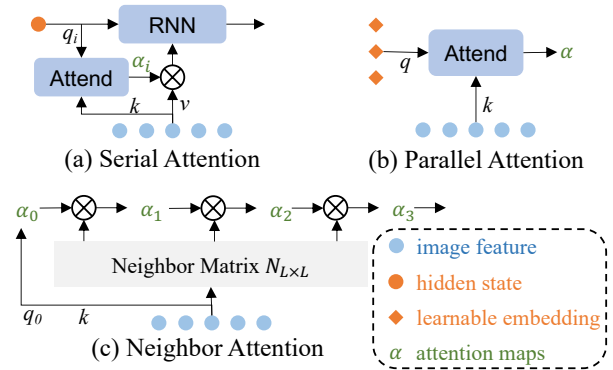 RNN
q_i
Attend
α_i
k
v
(a) Serial Attention
q
Attend
α
k
(b) Parallel Attention
α_0
α_1
α_2
α_3
Neighbor Matrix N_{L×L}
q_0
k
(c) Neighbor Attention
image feature
hidden state
learnable embedding
α attention maps